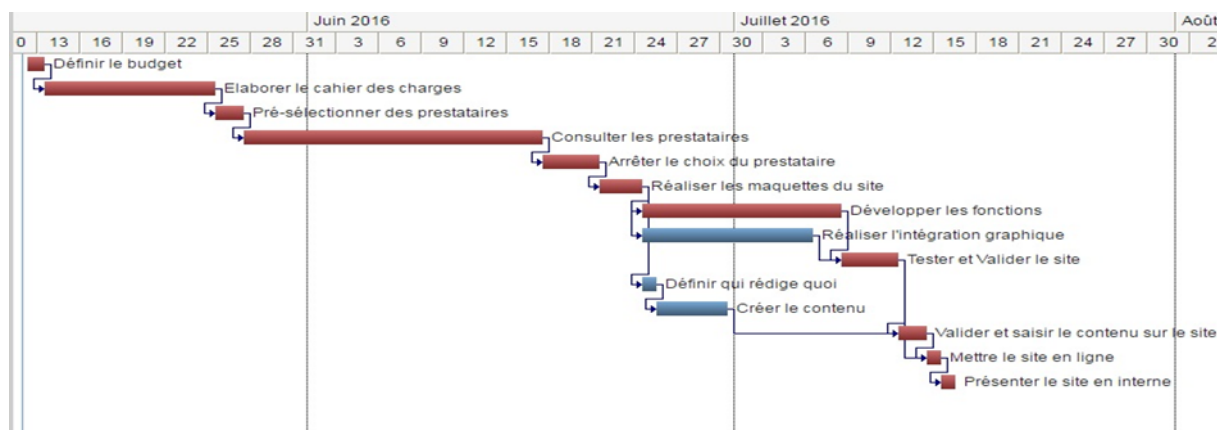 Juin 2016 Juillet 2016 Août
0 13 16 19 22 25 28 31 3 6 9 12 15 18 21 24 27 30 3 6 9 12 15 18 21 24 27 30 2
Définir le budget
Elaborer le cahier des charges
Pré-sélectionner des prestataires
Consulter les prestataires
Arrêter le choix du prestataire
Réaliser les maquettes du site
Développer les fonctions
Réaliser l'intégration graphique
Tester et Valider le site
Définir qui rédige quoi
Créer le contenu
Valider et saisir le contenu sur le site
Mettre le site en ligne
Présenter le site en interne